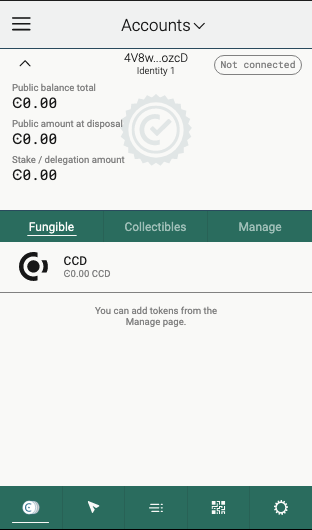 Accounts
4V8w...ozcD
Identity 1
Not connected
Public balance total
Ͼ0.00
Public amount at disposal
Ͼ0.00
Stake / delegation amount
Ͼ0.00
Fungible
Collectibles
Manage
CCD
Ͼ0.00 CCD
You can add tokens from the
Manage page.